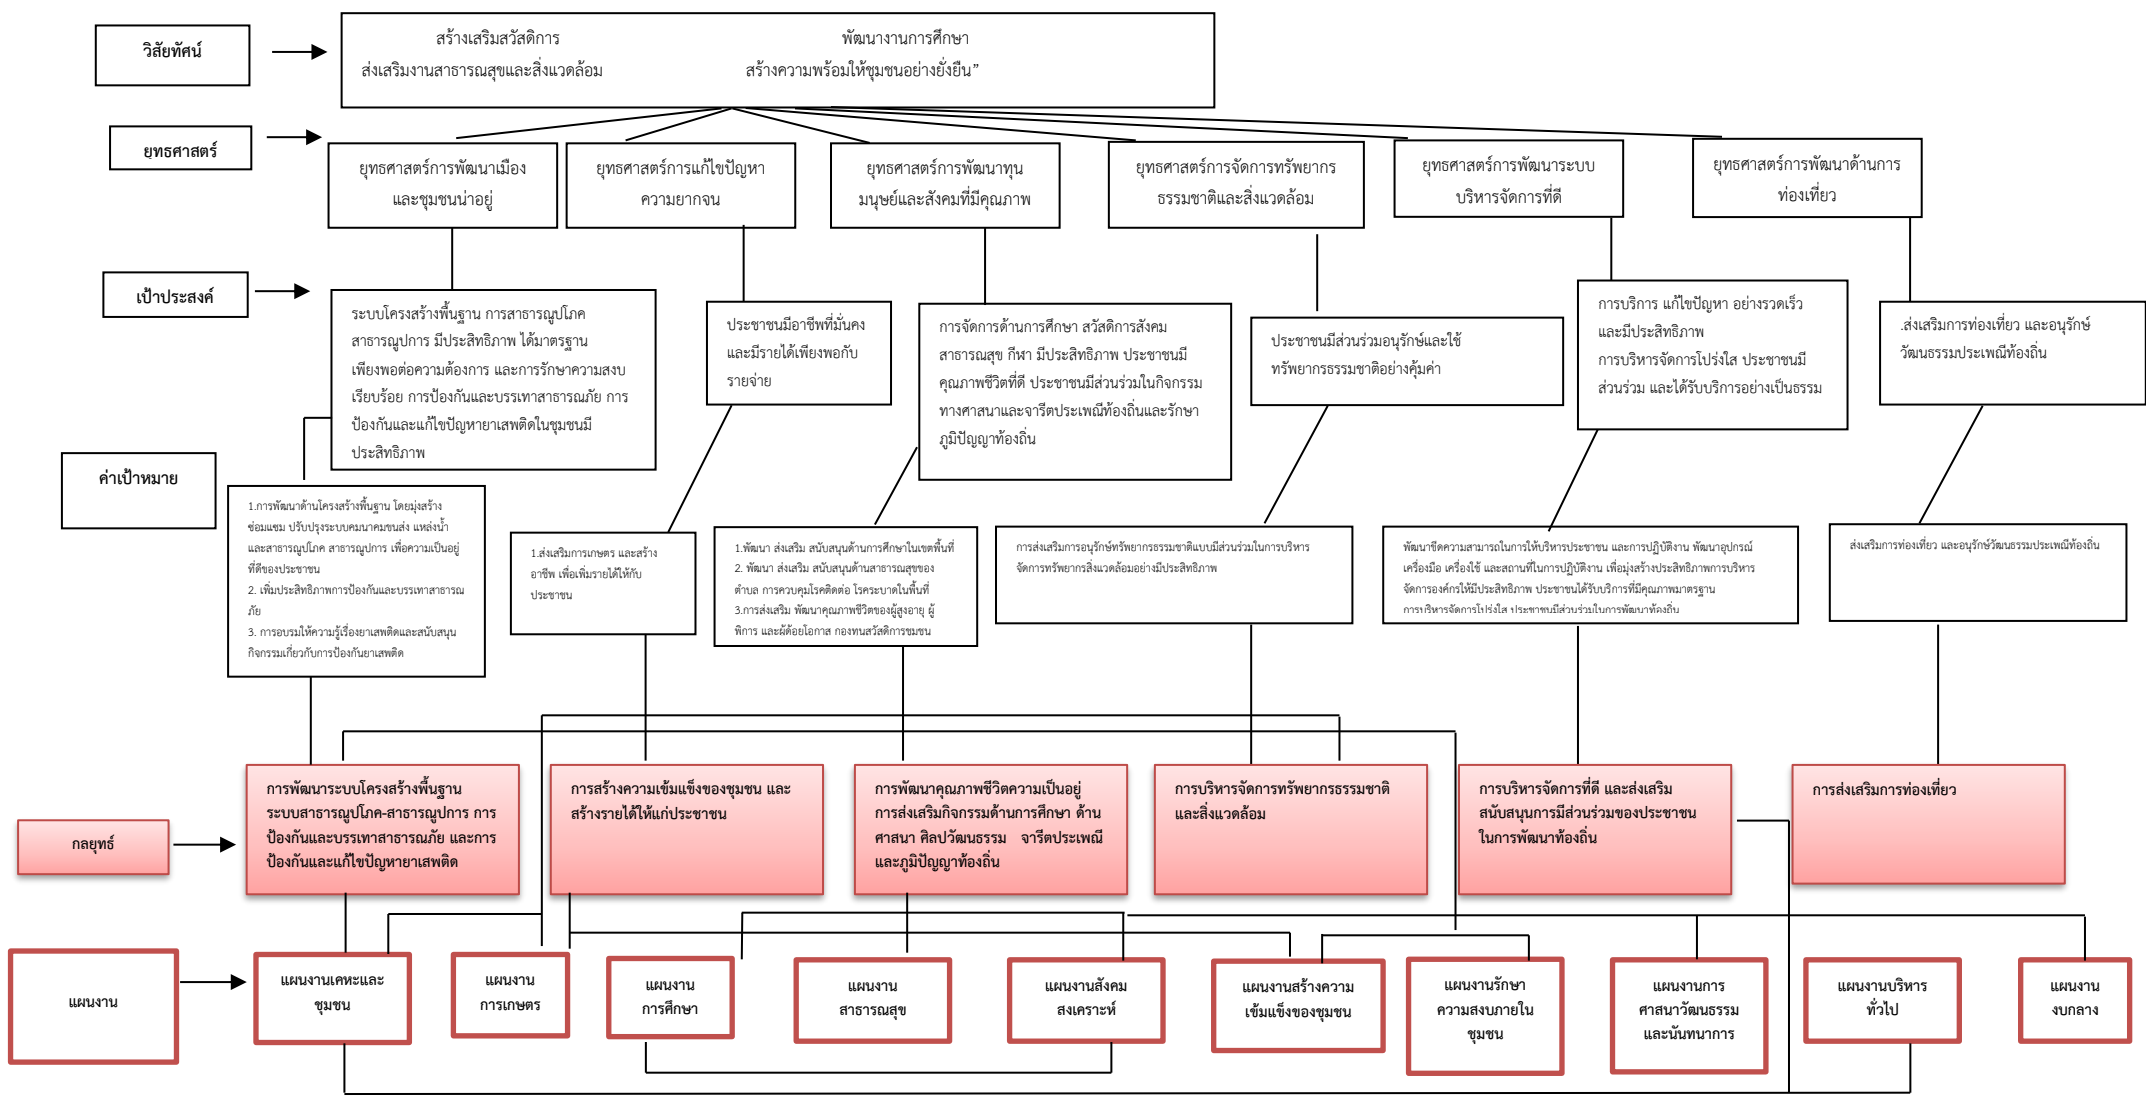 วิสัยทัศน์
สร้างเสริมสวัสดิการ พัฒนางานการศึกษา
ส่งเสริมงานสาธารณสุขและสิ่งแวดล้อม สร้างความพร้อมให้ชุมชนอย่างยั่งยืน”
ยุทธศาสตร์
ยุทธศาสตร์การพัฒนาเมือง
และชุมชนน่าอยู่
ยุทธศาสตร์การแก้ไขปัญหา
ความยากจน
ยุทธศาสตร์การพัฒนาทุน
มนุษย์และสังคมที่มีคุณภาพ
ยุทธศาสตร์การจัดการทรัพยากร
ธรรมชาติและสิ่งแวดล้อม
ยุทธศาสตร์การพัฒนาระบบ
บริหารจัดการที่ดี
ยุทธศาสตร์การพัฒนาด้านการ
ท่องเที่ยว
เป้าประสงค์
ระบบโครงสร้างพื้นฐาน การสาธารณูปโภค
สาธารณูปการ มีประสิทธิภาพ ได้มาตรฐาน
เพียงพอต่อความต้องการ และการรักษาความสงบ
เรียบร้อย การป้องกันและบรรเทาสาธารณภัย การ
ป้องกันและแก้ไขปัญหายาเสพติดในชุมชนมี
ประสิทธิภาพ
ประชาชนมีอาชีพที่มั่นคง
และมีรายได้เพียงพอกับ
รายจ่าย
การจัดการด้านการศึกษา สวัสดิการสังคม
สาธารณสุข กีฬา มีประสิทธิภาพ ประชาชนมี
คุณภาพชีวิตที่ดี ประชาชนมีส่วนร่วมในกิจกรรม
ทางศาสนาและจารีตประเพณีท้องถิ่นและรักษา
ภูมิปัญญาท้องถิ่น
ประชาชนมีส่วนร่วมอนุรักษ์และใช้
ทรัพยากรธรรมชาติอย่างคุ้มค่า
การบริการ แก้ไขปัญหา อย่างรวดเร็ว
และมีประสิทธิภาพ
การบริหารจัดการโปร่งใส ประชาชนมี
ส่วนร่วม และได้รับบริการอย่างเป็นธรรม
.ส่งเสริมการท่องเที่ยว และอนุรักษ์
วัฒนธรรมประเพณีท้องถิ่น
ค่าเป้าหมาย
1.การพัฒนาด้านโครงสร้างพื้นฐาน โดยมุ่งสร้าง
ซ่อมแซม ปรับปรุงระบบคมนาคมขนส่ง แหล่งน้ำ
และสาธารณูปโภค สาธารณูปการ เพื่อความเป็นอยู่
ที่ดีของประชาชน
2. เพิ่มประสิทธิภาพการป้องกันและบรรเทาสาธารณ
ภัย
3. การอบรมให้ความรู้เรื่องยาเสพติดและสนับสนุน
กิจกรรมเกี่ยวกับการป้องกันยาเสพติด
1.ส่งเสริมการเกษตร และสร้าง
อาชีพ เพื่อเพิ่มรายได้ให้กับ
ประชาชน
1.พัฒนา ส่งเสริม สนับสนุนด้านการศึกษาในเขตพื้นที่
2. พัฒนา ส่งเสริม สนับสนุนด้านสาธารณสุขของ
ตำบล การควบคุมโรคติดต่อ โรคระบาดในพื้นที่
3.การส่งเสริม พัฒนาคุณภาพชีวิตของผู้สูงอายุ ผู้
พิการ และผู้ด้อยโอกาส กองทุนสวัสดิการชุมชน
การส่งเสริมการอนุรักษ์ทรัพยากรธรรมชาติแบบมีส่วนร่วมในการบริหาร
จัดการทรัพยากรสิ่งแวดล้อมอย่างมีประสิทธิภาพ
พัฒนาขีดความสามารถในการให้บริหารประชาชน และการปฏิบัติงาน พัฒนาอุปกรณ์
เครื่องมือ เครื่องใช้ และสถานที่ในการปฏิบัติงาน เพื่อมุ่งสร้างประสิทธิภาพการบริหาร
จัดการองค์กรให้มีประสิทธิภาพ ประชาชนได้รับบริการที่มีคุณภาพมาตรฐาน
การบริหารจัดการโปร่งใส ประชาชนมีส่วนร่วมในการพัฒนาท้องถิ่น
ส่งเสริมการท่องเที่ยว และอนุรักษ์วัฒนธรรมประเพณีท้องถิ่น
กลยุทธ์
การพัฒนาระบบโครงสร้างพื้นฐาน
ระบบสาธารณูปโภค-สาธารณูปการ การ
ป้องกันและบรรเทาสาธารณภัย และการ
ป้องกันและแก้ไขปัญหายาเสพติด
การสร้างความเข้มแข็งของชุมชน และ
สร้างรายได้ให้แก่ประชาชน
การพัฒนาคุณภาพชีวิตความเป็นอยู่
การส่งเสริมกิจกรรมด้านการศึกษา ด้าน
ศาสนา ศิลปวัฒนธรรม จารีตประเพณี
และภูมิปัญญาท้องถิ่น
การบริหารจัดการทรัพยากรธรรมชาติ
และสิ่งแวดล้อม
การบริหารจัดการที่ดี และส่งเสริม
สนับสนุนการมีส่วนร่วมของประชาชน
ในการพัฒนาท้องถิ่น
การส่งเสริมการท่องเที่ยว
แผนงาน
แผนงานเคหะและ
ชุมชน
แผนงาน
การเกษตร
แผนงาน
การศึกษา
แผนงาน
สาธารณสุข
แผนงานสังคม
สงเคราะห์
แผนงานสร้างความ
เข้มแข็งของชุมชน
แผนงานรักษา
ความสงบภายใน
ชุมชน
แผนงานการ
ศาสนาวัฒนธรรม
และนันทนาการ
แผนงานบริหาร
ทั่วไป
แผนงาน
งบกลาง